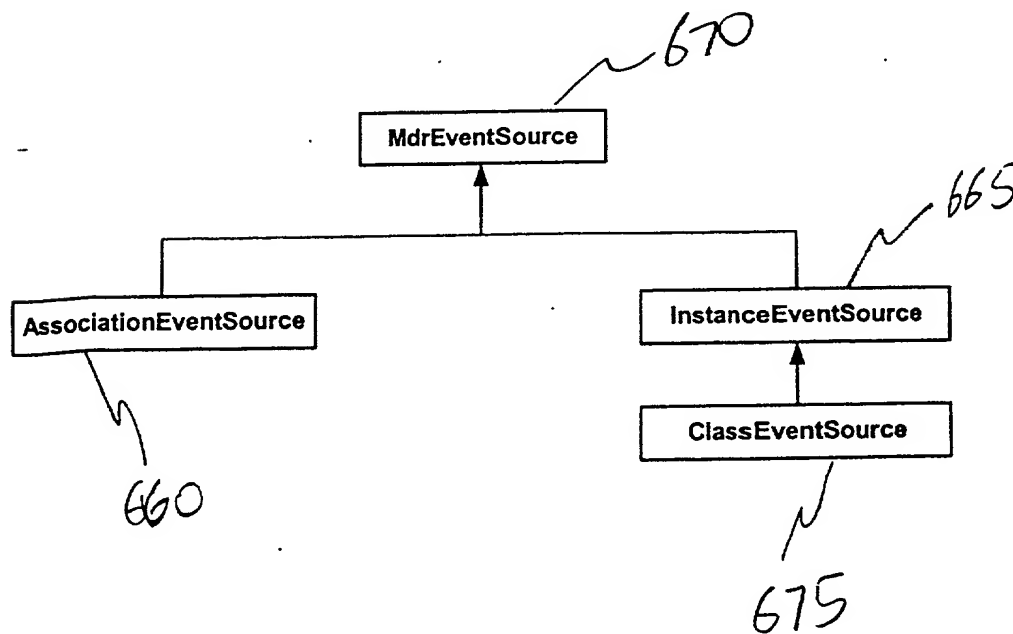 670
MdrEventSource
665
AssociationEventSource
InstanceEventSource
ClassEventSource
660
675